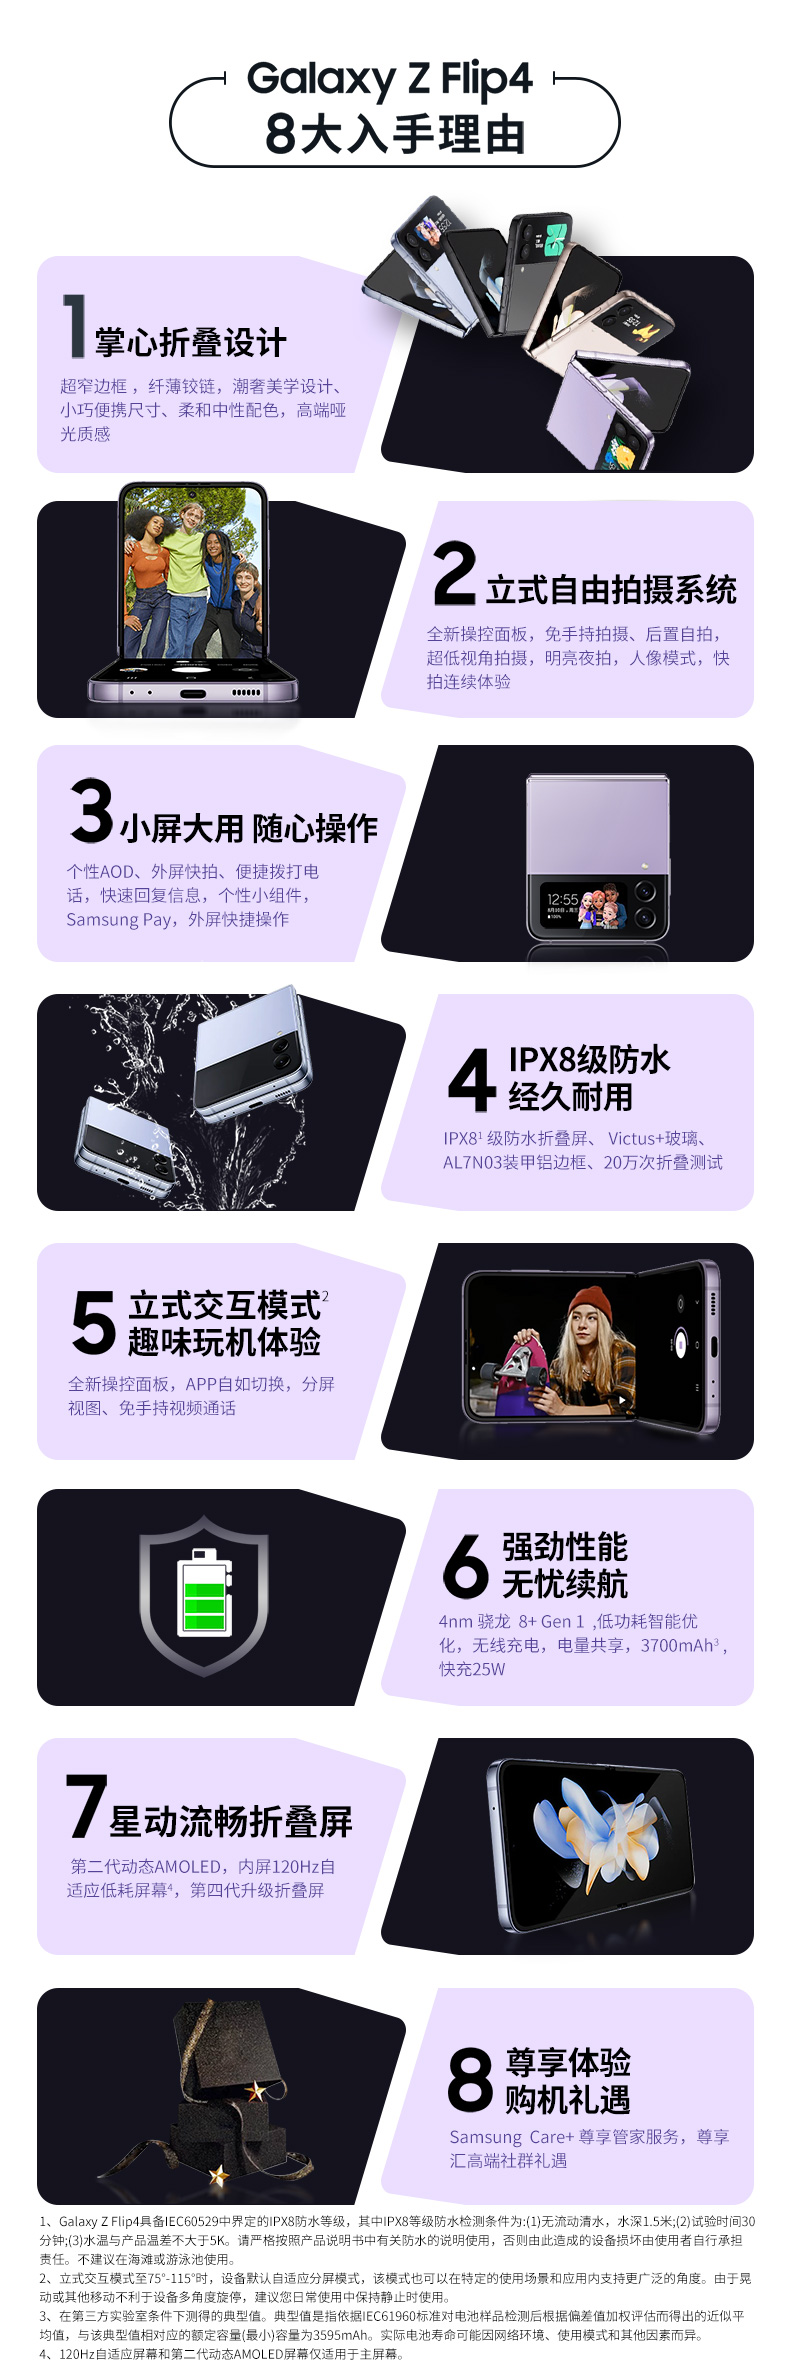 Galaxy Z Flip4
8大入手理由
1 掌心折叠设计
超窄边框 ，纤薄铰链，潮奢美学设计、
小巧便携尺寸、柔和中性配色，高端哑
光质感
2 立式自由拍摄系统
全新操控面板，免手持拍摄、后置自拍，
超低视角拍摄，明亮夜拍，人像模式，快
拍连续体验
3 小屏大用 随心操作
个性AOD、外屏快拍、便捷拨打电
话，快速回复信息，个性小组件，
Samsung Pay，外屏快捷操作
12:55
100%
4 IPX8级防水
经久耐用
IPX8¹ 级防水折叠屏、 Victus+玻璃、
AL7N03装甲铝边框、20万次折叠测试
5 立式交互模式²
趣味玩机体验
全新操控面板，APP自如切换，分屏
视图、免手持视频通话
6 强劲性能
无忧续航
4nm 骁龙 8+ Gen 1 ,低功耗智能优
化，无线充电，电量共享，3700mAh³ ,
快充25W
7 星动流畅折叠屏
第二代动态AMOLED，内屏120Hz自
适应低耗屏幕⁴，第四代升级折叠屏
8 尊享体验
购机礼遇
Samsung Care+ 尊享管家服务，尊享
汇高端社群礼遇
1、Galaxy Z Flip4具备IEC60529中界定的IPX8防水等级，其中IPX8等级防水检测条件为:(1)无流动清水，水深1.5米;(2)试验时间30
分钟;(3)水温与产品温差不大于5K。请严格按照产品说明书中有关防水的说明使用，否则由此造成的设备损坏由使用者自行承担
责任。不建议在海滩或游泳池使用。
2、立式交互模式至75°-115°时，设备默认自适应分屏模式，该模式也可以在特定的使用场景和应用内支持更广泛的角度。由于晃
动或其他移动不利于设备多角度旋停，建议您日常使用中保持静止时使用。
3、在第三方实验室条件下测得的典型值。典型值是指依据IEC61960标准对电池样品检测后根据偏差值加权评估而得出的近似平
均值，与该典型值相对应的额定容量(最小)容量为3595mAh。实际电池寿命可能因网络环境、使用模式和其他因素而异。
4、120Hz自适应屏幕和第二代动态AMOLED屏幕仅适用于主屏幕。